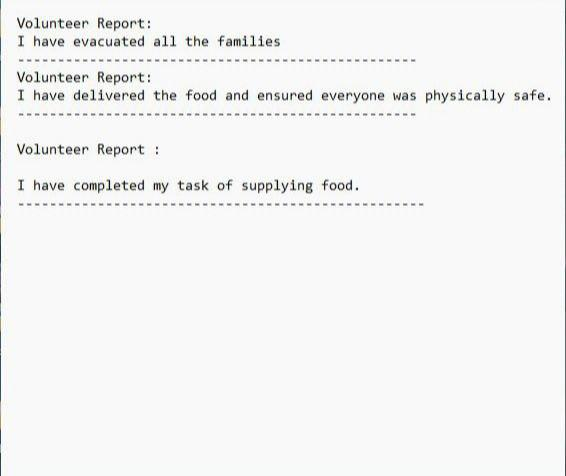 Volunteer Report:
I have evacuated all the families
--------------------------------------------------
Volunteer Report:
I have delivered the food and ensured everyone was physically safe.
--------------------------------------------------
Volunteer Report :
I have completed my task of supplying food.
---------------------------------------------------